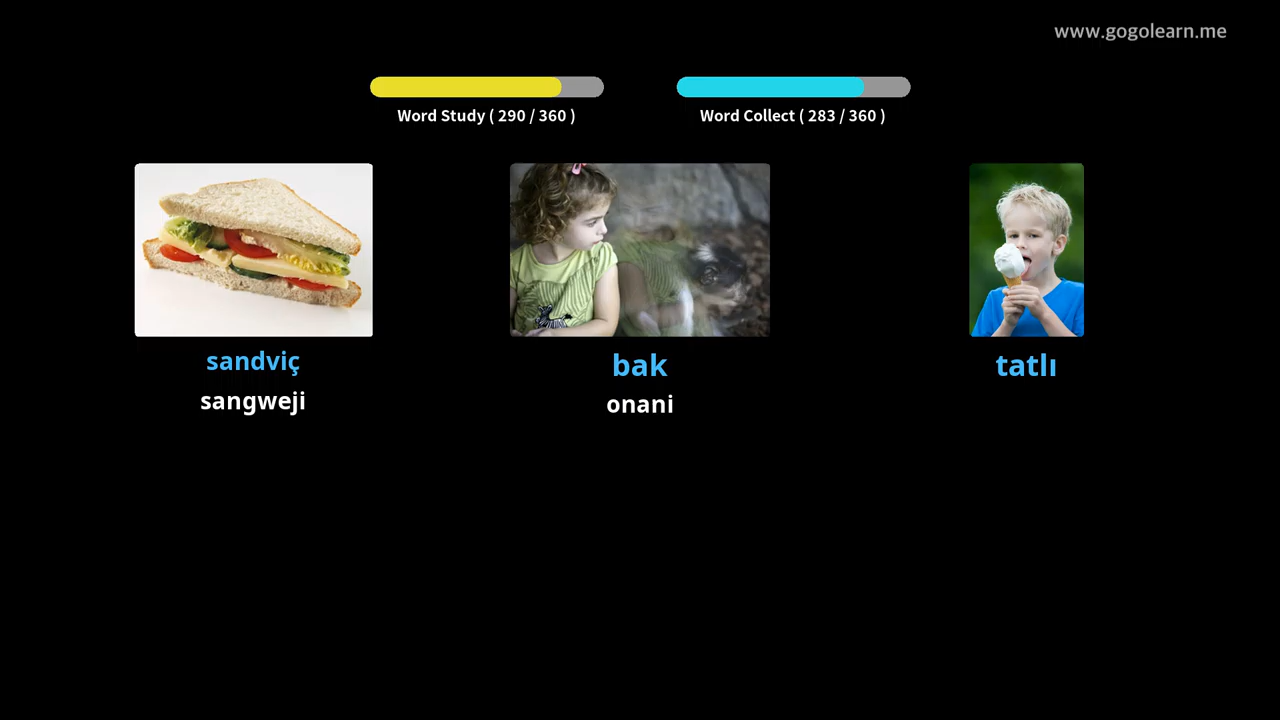 www.gogolearn.me
Word Study ( 290 / 360 )
Word Collect ( 283 / 360 )
sandviç
bak
tatlı
sangweji
onani